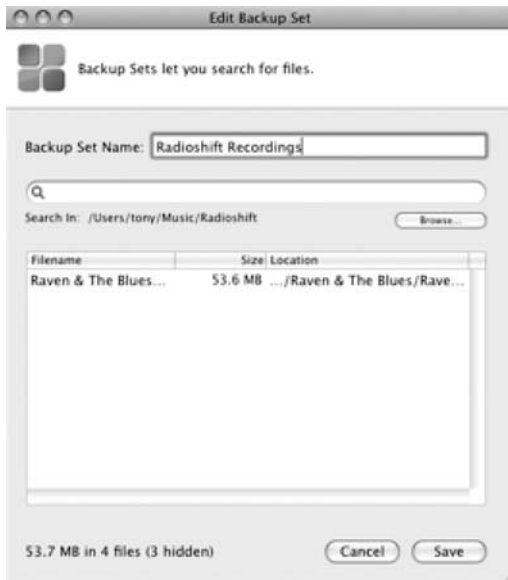 Edit Backup Set
Backup Sets let you search for files.
Backup Set Name: Radioshift Recordings
Search In: /Users/tony/Music/Radioshift
Browse...
Filename Size Location
Raven & The Blues... 53.6 MB .../Raven & The Blues/Rave...
53.7 MB in 4 files (3 hidden)
Cancel Save